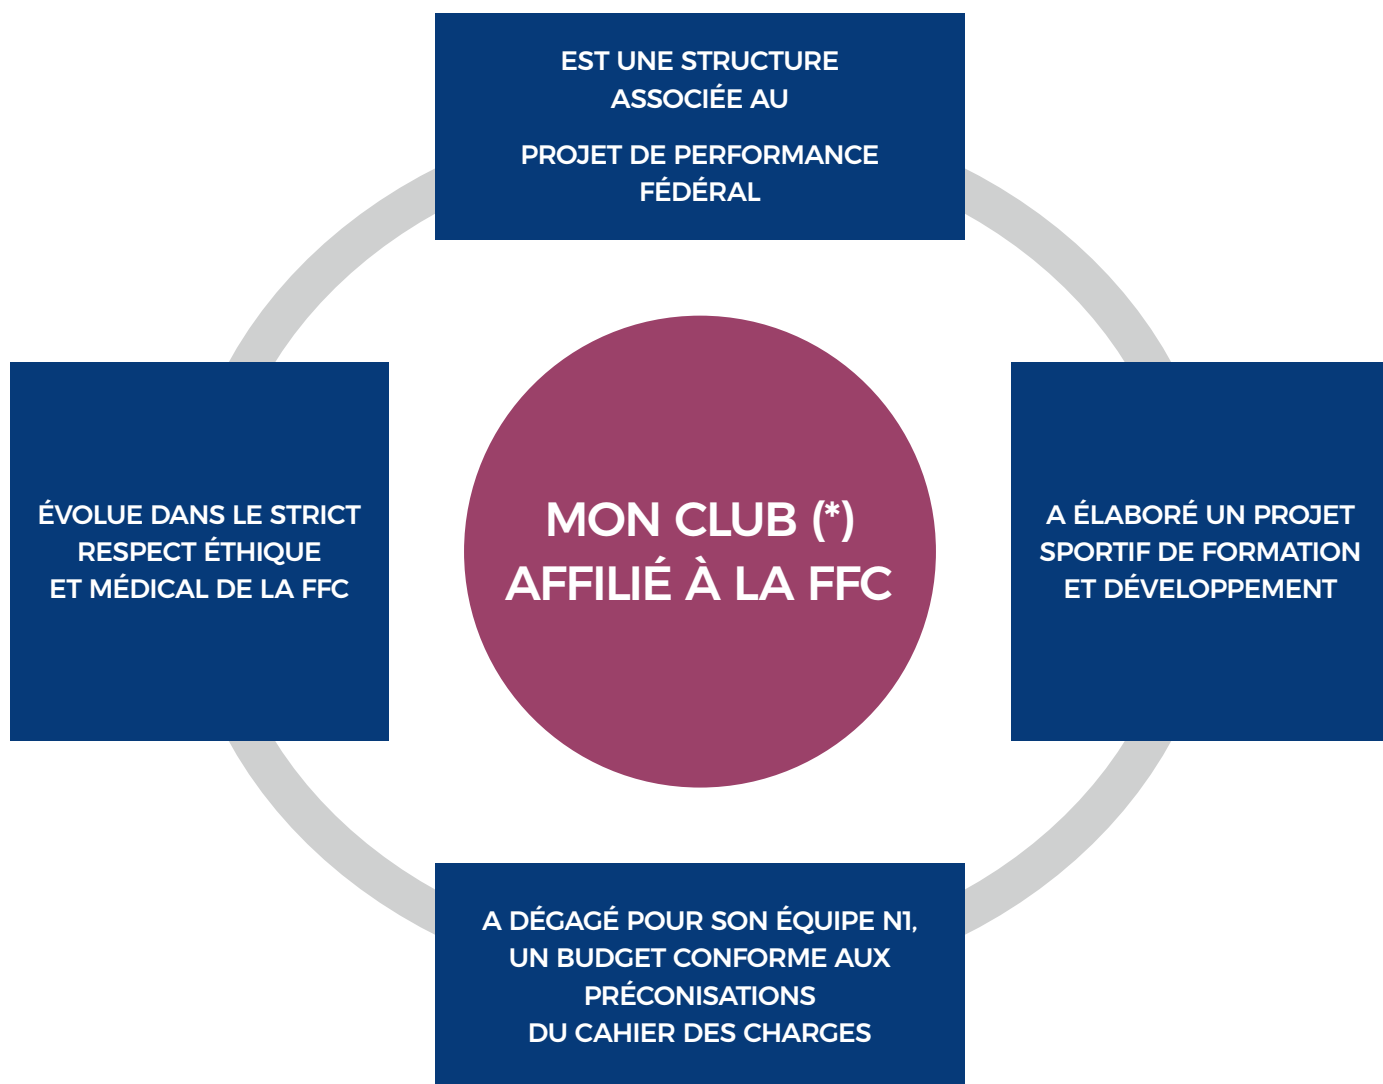 EST UNE STRUCTURE
ASSOCIÉE AU
PROJET DE PERFORMANCE
FÉDÉRAL
ÉVOLUE DANS LE STRICT
RESPECT ÉTHIQUE
ET MÉDICAL DE LA FFC
MON CLUB (*)
AFFILIÉ À LA FFC
A ÉLABORÉ UN PROJET
SPORTIF DE FORMATION
ET DÉVELOPPEMENT
A DÉGAGÉ POUR SON ÉQUIPE N1,
UN BUDGET CONFORME AUX
PRÉCONISATIONS
DU CAHIER DES CHARGES